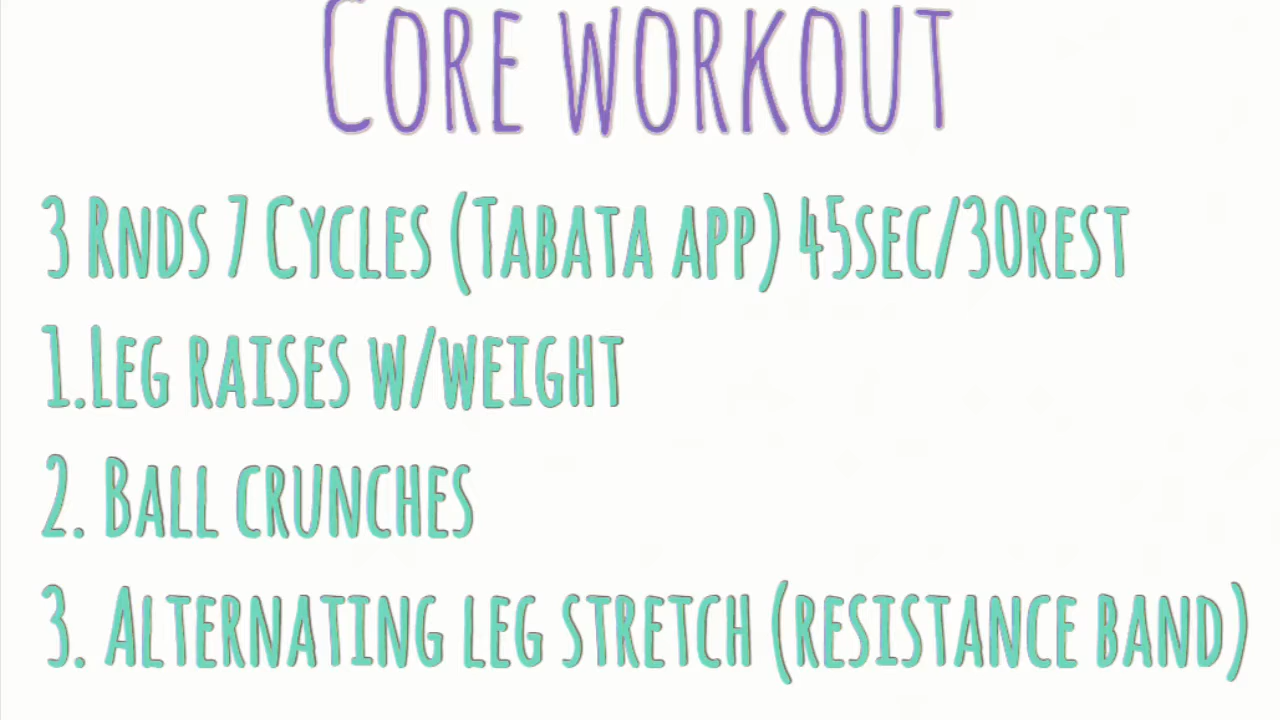 Core workout
3 Rnds 7 Cycles (Tabata app) 45sec/30rest
1.Leg raises w/weight
2. Ball crunches
3. Alternating leg stretch (resistance band)